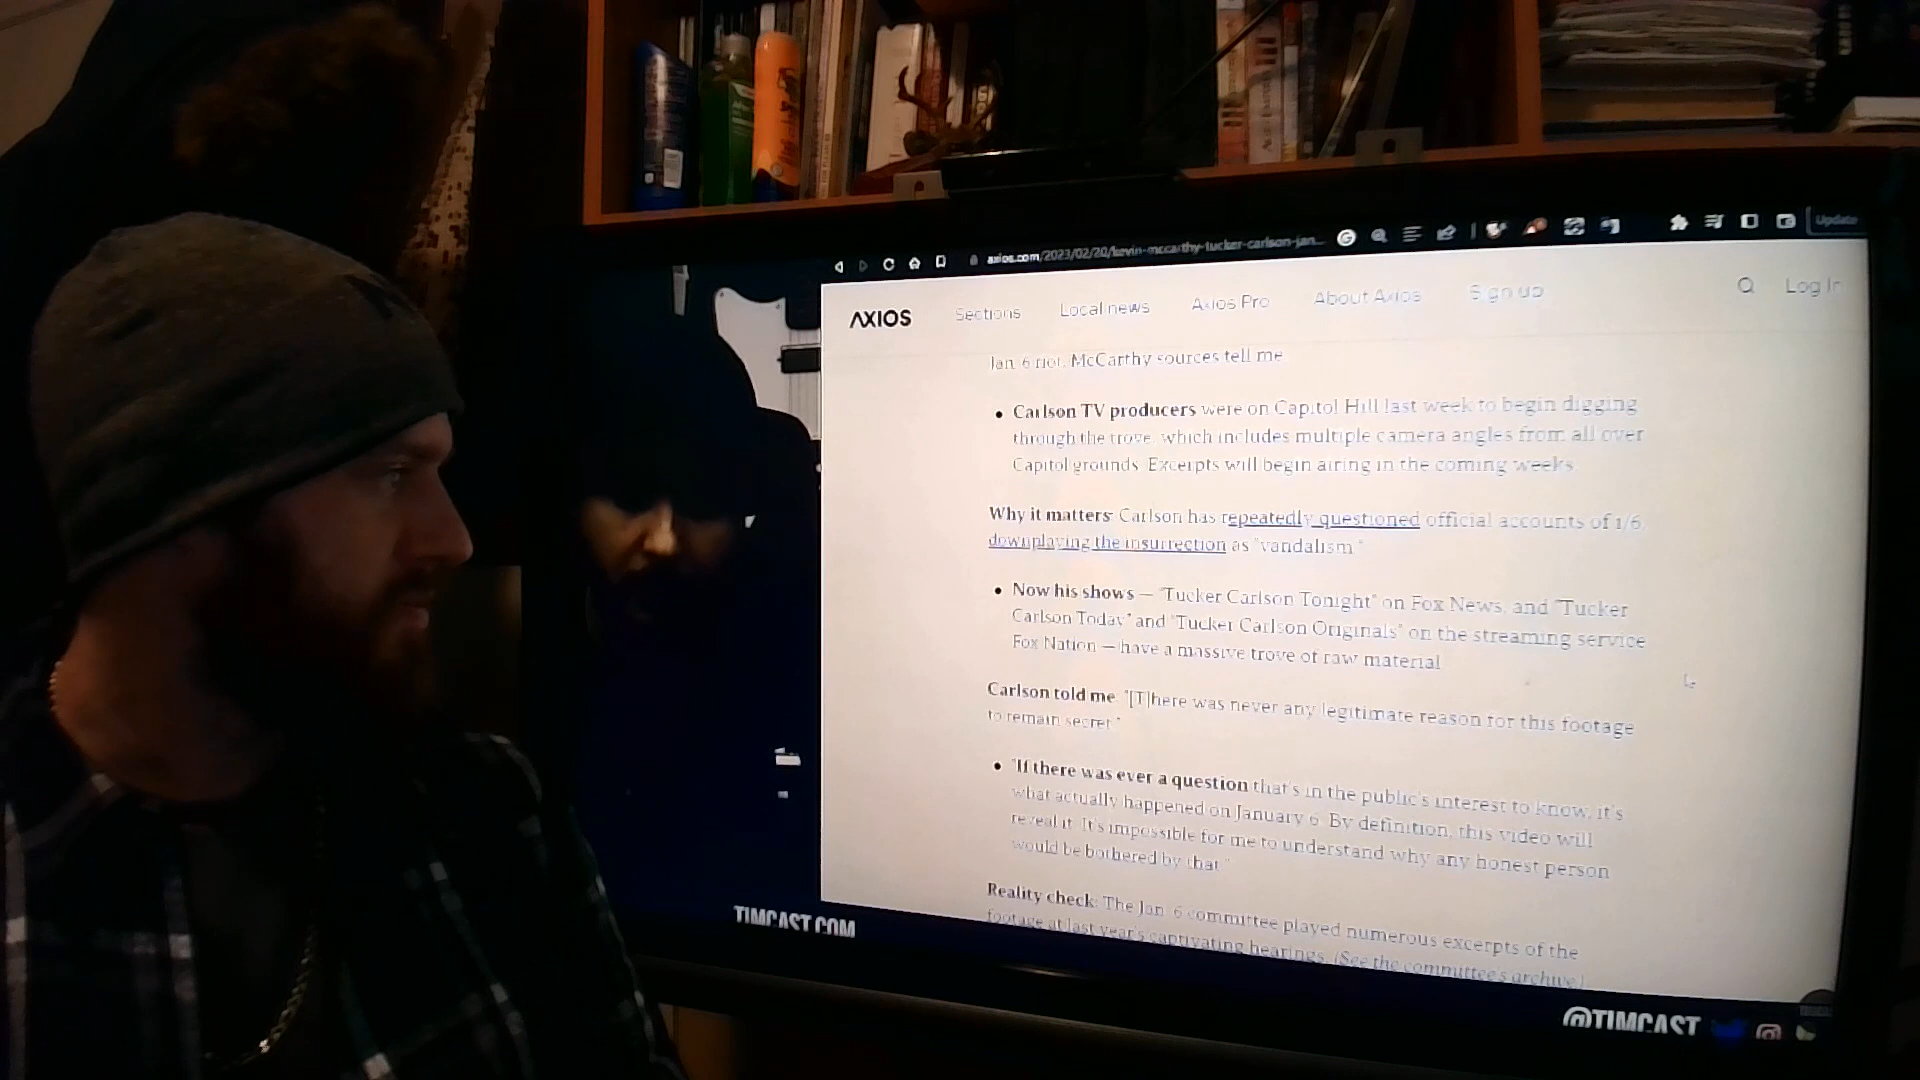 axios.com/2023/02/20/kevin-mccarthy-tucker-carlson-jan...
Update
AXIOS
Sections
Local news
Axios Pro
About Axios
Sign up
Log In
Jan. 6 riot, McCarthy sources tell me
• Carlson TV producers were on Capitol Hill last week to begin digging
through the trove, which includes multiple camera angles from all over
Capitol grounds. Excerpts will begin airing in the coming weeks
Why it matters: Carlson has repeatedly questioned official accounts of 1/6,
downplaying the insurrection as "vandalism."
• Now his shows — "Tucker Carlson Tonight" on Fox News, and "Tucker
Carlson Today" and "Tucker Carlson Originals" on the streaming service
Fox Nation — have a massive trove of raw material
Carlson told me: "[T]here was never any legitimate reason for this footage
to remain secret."
• "If there was ever a question that's in the public's interest to know, it's
what actually happened on January 6. By definition, this video will
reveal it. It's impossible for me to understand why any honest person
would be bothered by that."
Reality check: The Jan. 6 committee played numerous excerpts of the
footage at last year's captivating hearings. (See the committee's archive.)
TIMCAST.COM
@TIMCAST